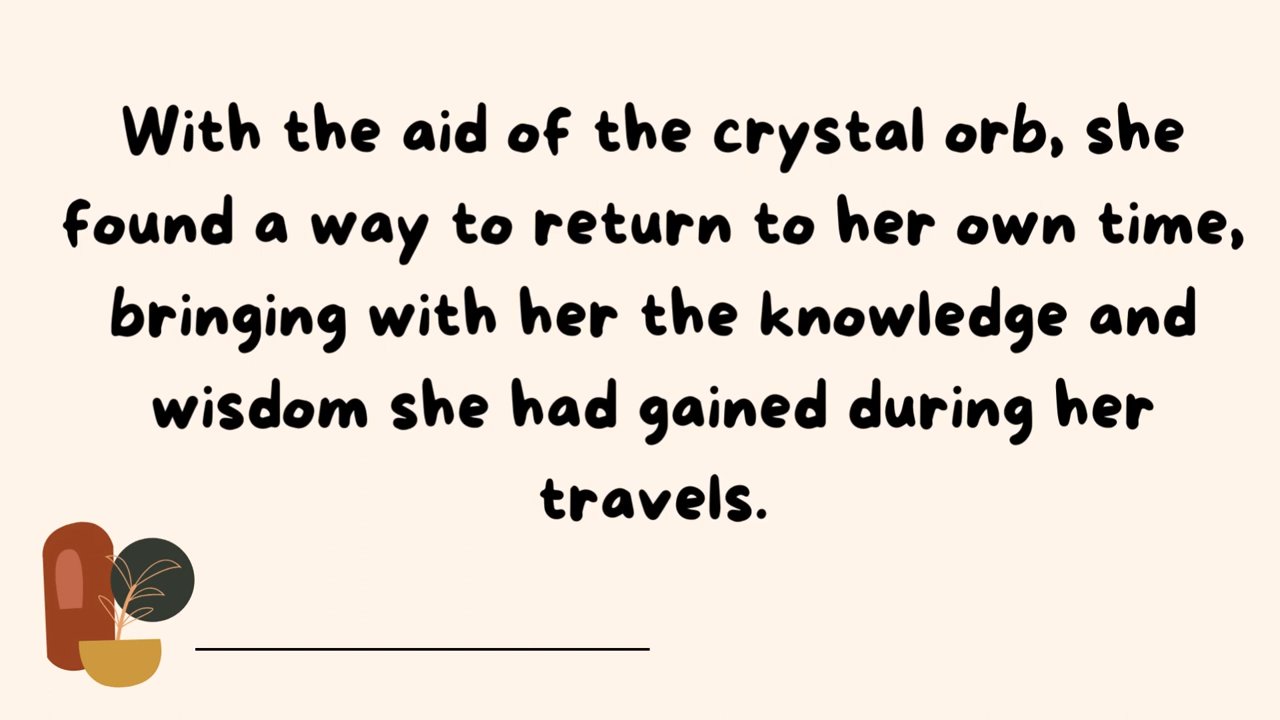 With the aid of the crystal orb, she
found a way to return to her own time,
bringing with her the knowledge and
wisdom she had gained during her
travels.